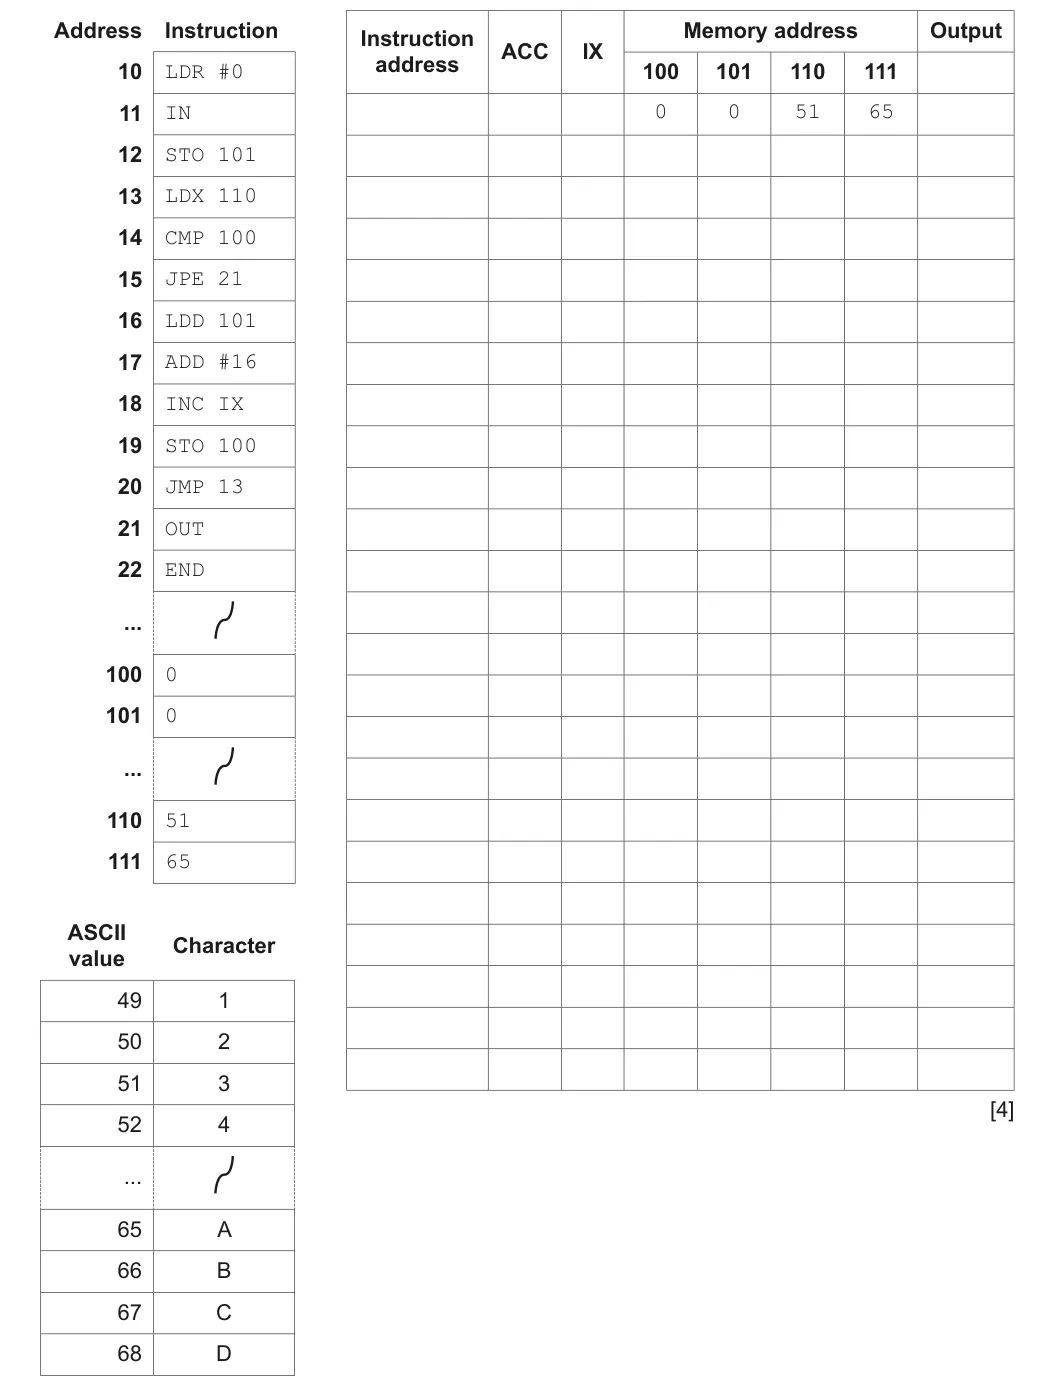 Address Instruction
10 LDR #0
11 IN
12 STO 101
13 LDX 110
14 CMP 100
15 JPE 21
16 LDD 101
17 ADD #16
18 INC IX
19 STO 100
20 JMP 13
21 OUT
22 END
...
100 0
101 0
...
110 51
111 65
ASCII value Character
49 1
50 2
51 3
52 4
...
65 A
66 B
67 C
68 D
Instruction address ACC IX Memory address Output
100 101 110 111
0 0 51 65
[4]